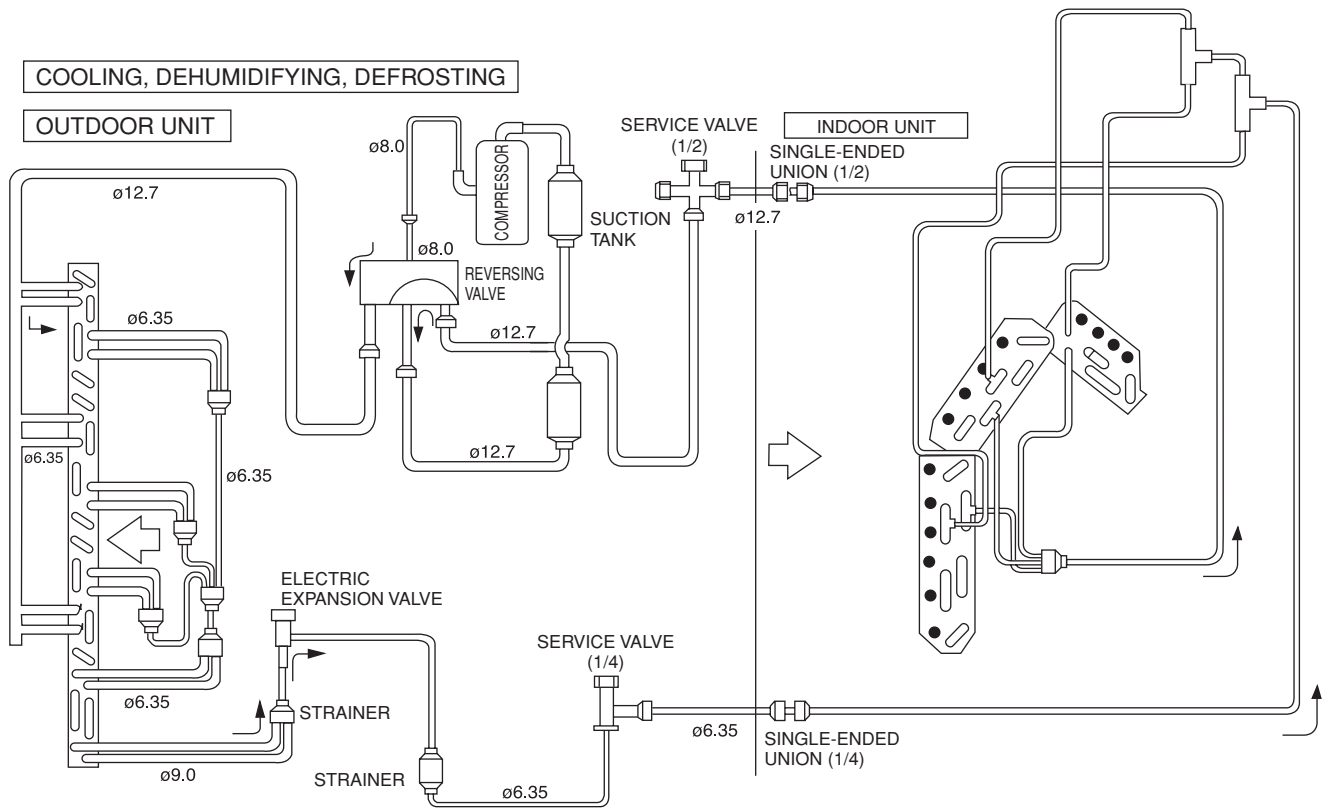 COOLING, DEHUMIDIFYING, DEFROSTING
OUTDOOR UNIT
INDOOR UNIT
SERVICE VALVE
(1/2)
SINGLE-ENDED
UNION (1/2)
ø8.0
COMPRESSOR
ø12.7
SUCTION
TANK
ø12.7
ø8.0
REVERSING
VALVE
ø6.35
ø12.7
ø12.7
ø6.35
ø6.35
ELECTRIC
EXPANSION VALVE
SERVICE VALVE
(1/4)
ø6.35
STRAINER
ø6.35
SINGLE-ENDED
UNION (1/4)
ø9.0
STRAINER
ø6.35